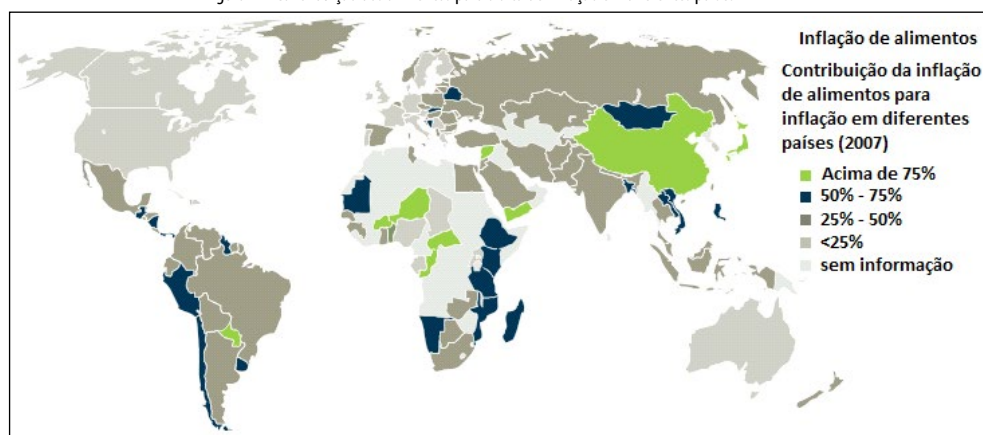 Inflação de alimentos
Contribuição da inflação
de alimentos para
inflação em diferentes
países (2007)
Acima de 75%
50% - 75%
25% - 50%
<25%
sem informação